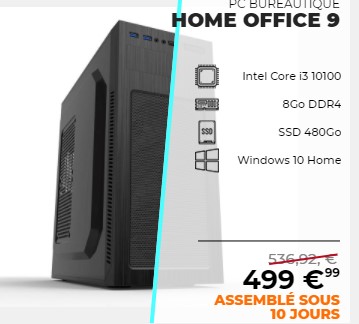 PC BUREAUTIQUE
HOME OFFICE 9
Intel Core i3 10100
8Go DDR4
SSD
SSD 480Go
Windows 10 Home
536,92, €
499 €99
ASSEMBLÉ SOUS
10 JOURS